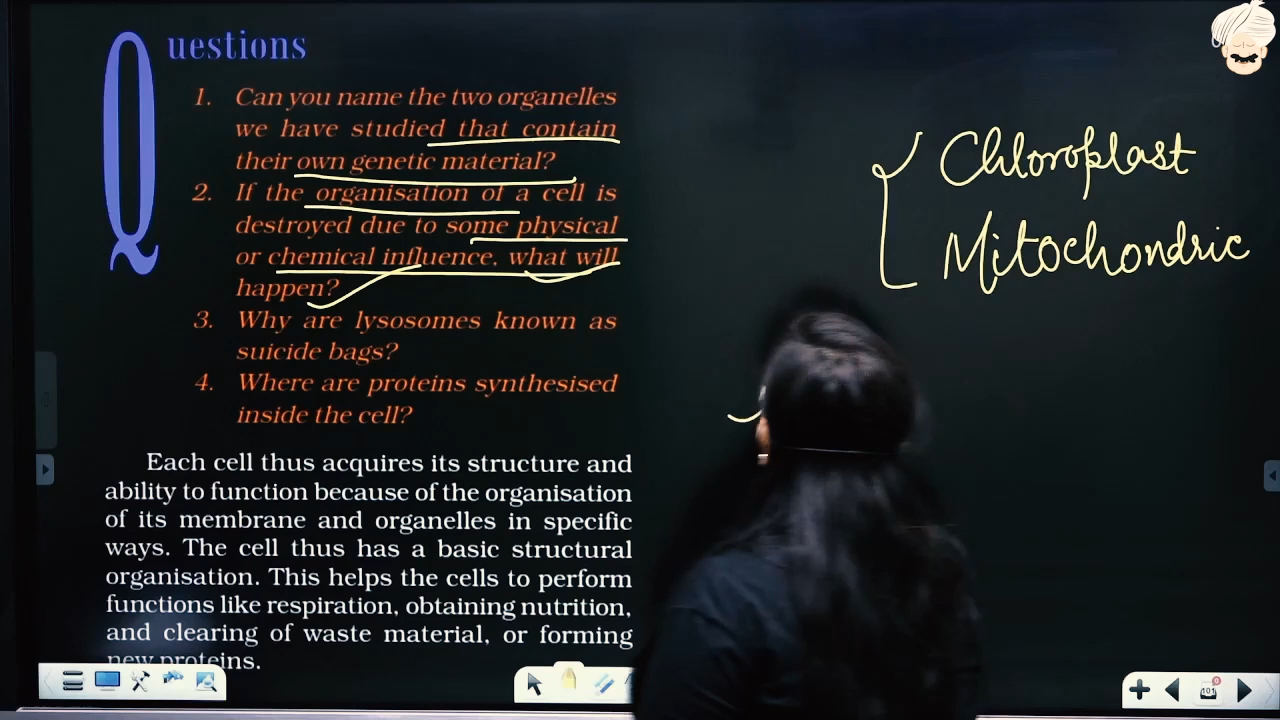 Questions
1. Can you name the two organelles
we have studied that contain
their own genetic material?
2. If the organisation of a cell is
destroyed due to some physical
or chemical influence, what will
happen?
3. Why are lysosomes known as
suicide bags?
4. Where are proteins synthesised
inside the cell?
Each cell thus acquires its structure and
ability to function because of the organisation
of its membrane and organelles in specific
ways. The cell thus has a basic structural
organisation. This helps the cells to perform
functions like respiration, obtaining nutrition,
and clearing of waste material, or forming
new proteins.
Chloroplast
Mitochondric
101